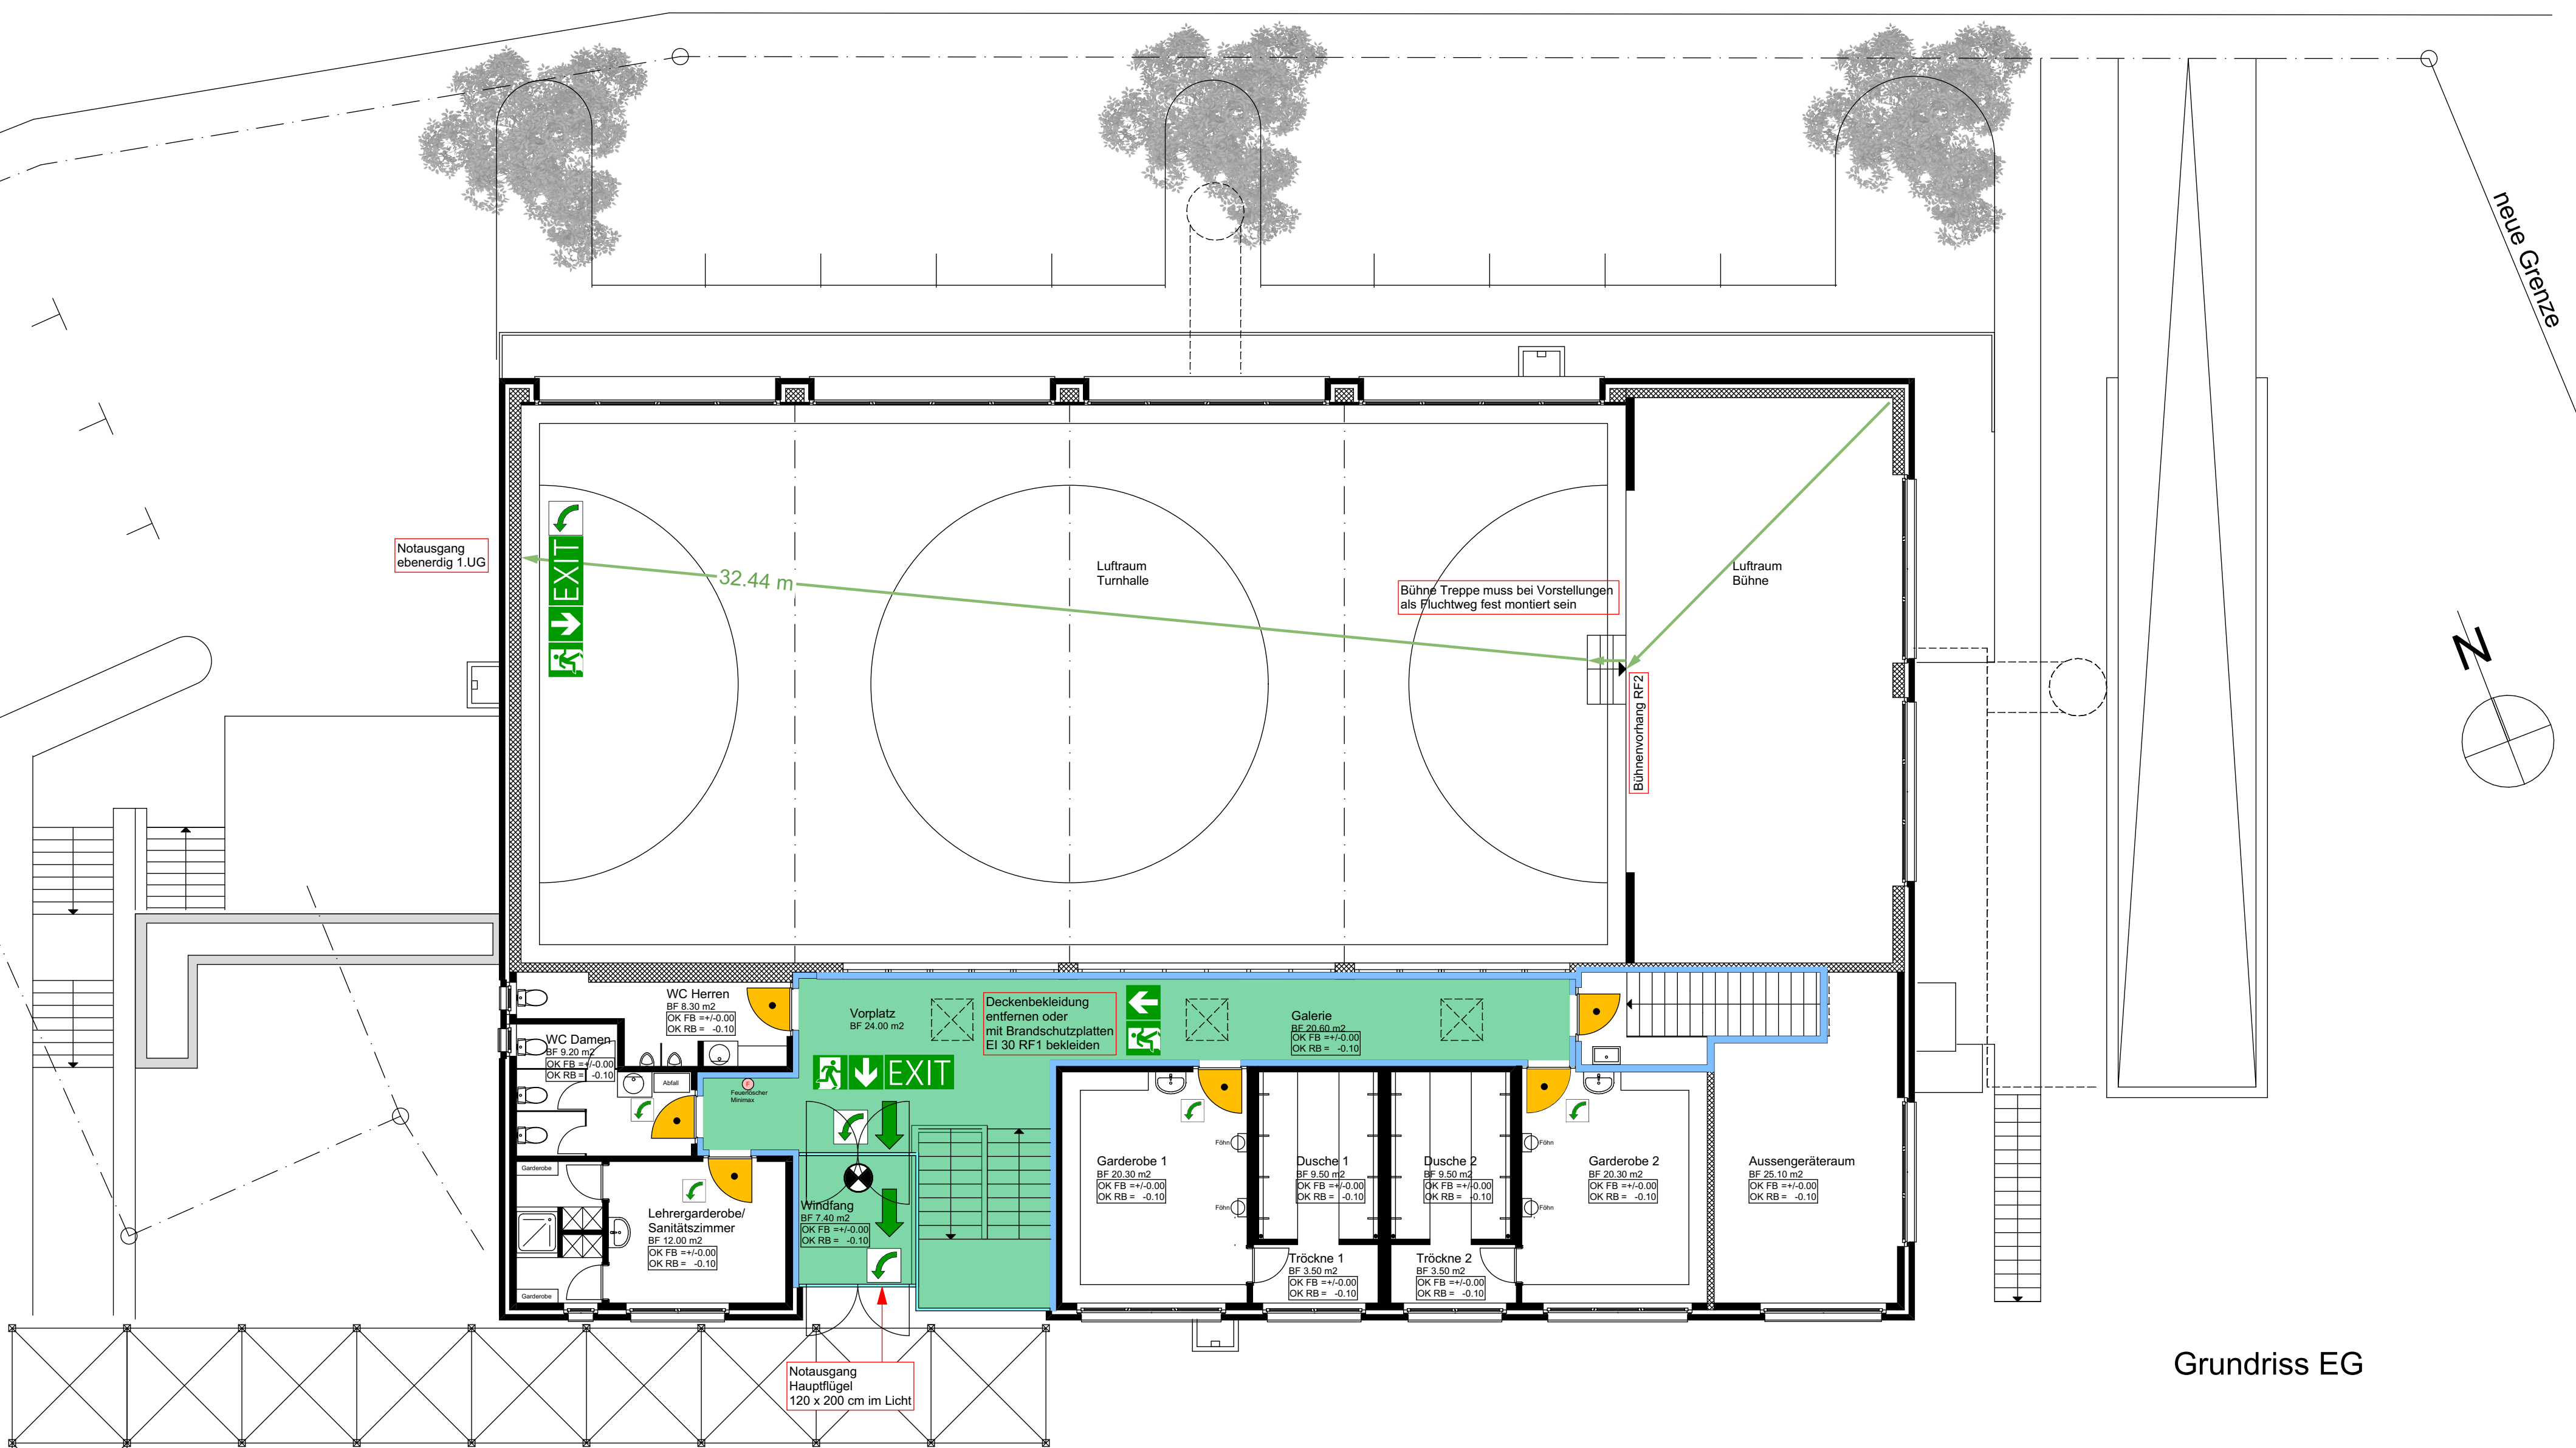 neue Grenze
Notausgang
ebenerdig 1.UG
EXIT
32.44 m
Luftraum
Turnhalle
Bühne Treppe muss bei Vorstellungen
als Fluchtweg fest montiert sein
Luftraum
Bühne
Bühnenvorhang RF2
N
WC Herren
BF 8.30 m2
OK FB =+/-0.00
OK RB = -0.10
WC Damen
BF 9.20 m2
OK FB =+/-0.00
OK RB = -0.10
Abfall
F
Feuerlöscher
Minimax
Vorplatz
BF 24.00 m2
Deckenbekleidung
entfernen oder
mit Brandschutzplatten
EI 30 RF1 bekleiden
Galerie
BF 20.60 m2
OK FB =+/-0.00
OK RB = -0.10
EXIT
Garderobe
Garderobe
Lehrergarderobe/
Sanitätszimmer
BF 12.00 m2
OK FB =+/-0.00
OK RB = -0.10
Windfang
BF 7.40 m2
OK FB =+/-0.00
OK RB = -0.10
Garderobe 1
BF 20.30 m2
OK FB =+/-0.00
OK RB = -0.10
Föhn
Föhn
Dusche 1
BF 9.50 m2
OK FB =+/-0.00
OK RB = -0.10
Dusche 2
BF 9.50 m2
OK FB =+/-0.00
OK RB = -0.10
Föhn
Föhn
Garderobe 2
BF 20.30 m2
OK FB =+/-0.00
OK RB = -0.10
Aussengeräteraum
BF 25.10 m2
OK FB =+/-0.00
OK RB = -0.10
Tröckne 1
BF 3.50 m2
OK FB =+/-0.00
OK RB = -0.10
Tröckne 2
BF 3.50 m2
OK FB =+/-0.00
OK RB = -0.10
Notausgang
Hauptflügel
120 x 200 cm im Licht
Grundriss EG